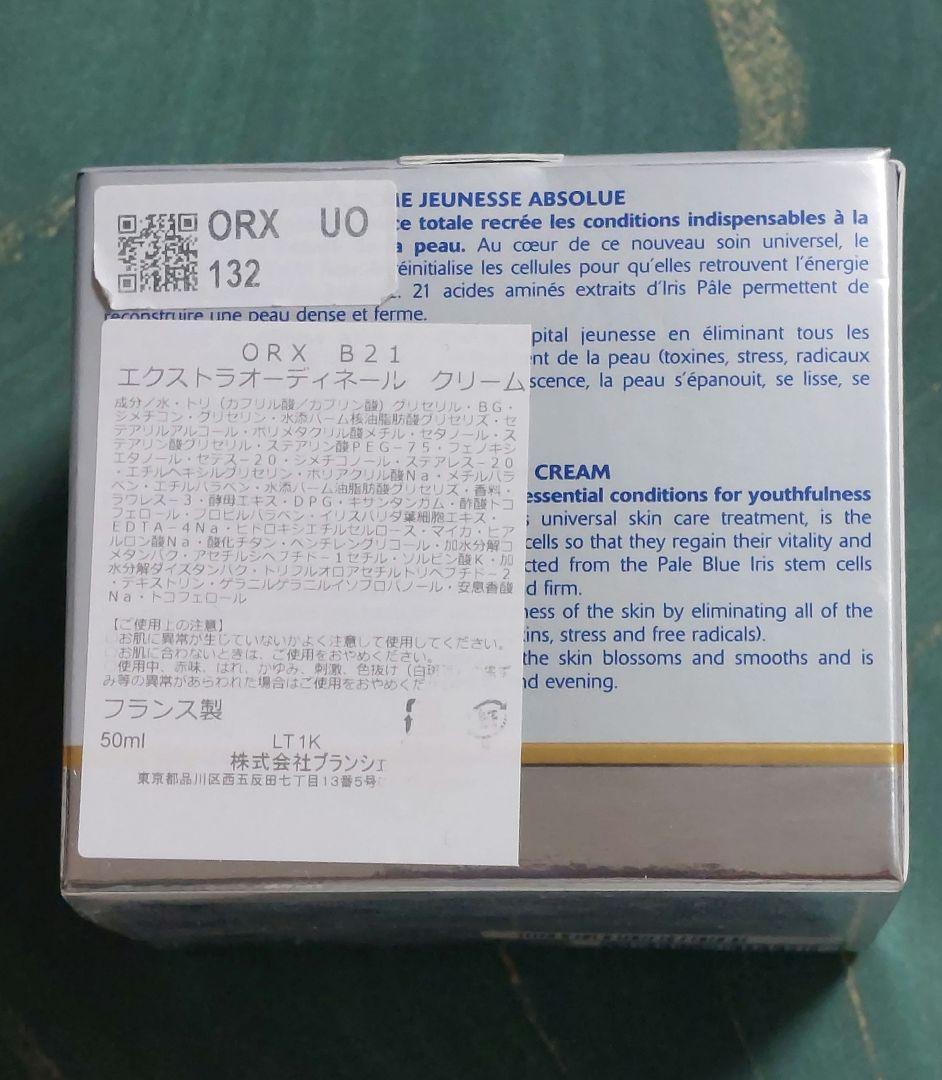 ORX UO
132
ME JEUNESSE ABSOLUE
ce totale recrée les conditions indispensables à la
a peau. Au cœur de ce nouveau soin universel, le
réinitialise les cellules pour qu'elles retrouvent l'énergie
21 acides aminés extraits d'Iris Pâle permettent de
reconstruire une peau dense et ferme.
pital jeunesse en éliminant tous les
nt de la peau (toxines, stress, radicaux
scence, la peau s'épanouit, se lisse, se
CREAM
essential conditions for youthfulness
s universal skin care treatment, is the
cells so that they regain their vitality and
cted from the Pale Blue Iris stem cells
d firm.
ness of the skin by eliminating all of the
ins, stress and free radicals).
the skin blossoms and smooths and is
nd evening.
ORX B21
エクストラオーディネール クリーム
成分/水・トリ(カプリル酸/カプリン酸)グリセリル・BG・
ジメチコン・グリセリン・水添パーム核油脂肪酸グリセリズ・セ
テアリルアルコール・ポリメタクリル酸メチル・セタノール・ス
テアリン酸グリセリル・ステアリン酸PEG-75・フェノキシ
エタノール・セテス-20・ジメチコノール・ステアレス-20
・エチルヘキシルグリセリン・ポリアクリル酸Na・メチルパラ
ベン・エチルパラベン・水添パーム油脂肪酸グリセリズ・香料・
ラウレス-3・酵母エキス・DPG・キサンタンガム・酢酸トコ
フェロール・プロピルパラベン・イリスパリダ葉細胞エキス・
EDTA-4Na・ヒドロキシエチルセルロース・マイカ・ヒア
ルロン酸Na・酸化チタン・ペンチレングリコール・加水分解コ
メタンパク・アセチルジペプチド-1セチル・ソルビン酸K・加
水分解ダイズタンパク・トリフルオロアセチルトリペプチド-2
・デキストリン・ゲラニルゲラニルイソプロパノール・安息香酸
Na・トコフェロール
【ご使用上の注意】
お肌に異常が生じていないかよく注意して使用してください。
お肌に合わないときは、ご使用をおやめください。
使用中、赤味、はれ、かゆみ、刺激、色抜け(白斑
み等の異常があらわれた場合はご使用をおやめくだ
フランス製
50ml LT1K
株式会社ブランシェ
東京都品川区西五反田七丁目13番5号